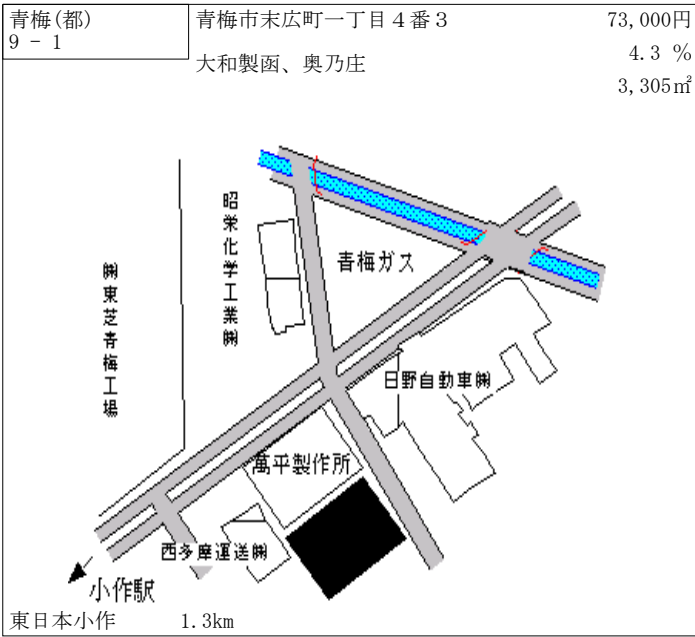 青梅(都)
9 - 1
青梅市末広町一丁目４番３
73,000円
大和製函、奥乃庄
4.3 %
3,305㎡
昭栄化学工業㈱
青梅ガス
㈱東芝青梅工場
日野自動車㈱
萬平製作所
西多摩運送㈱
小作駅
東日本小作
1.3km